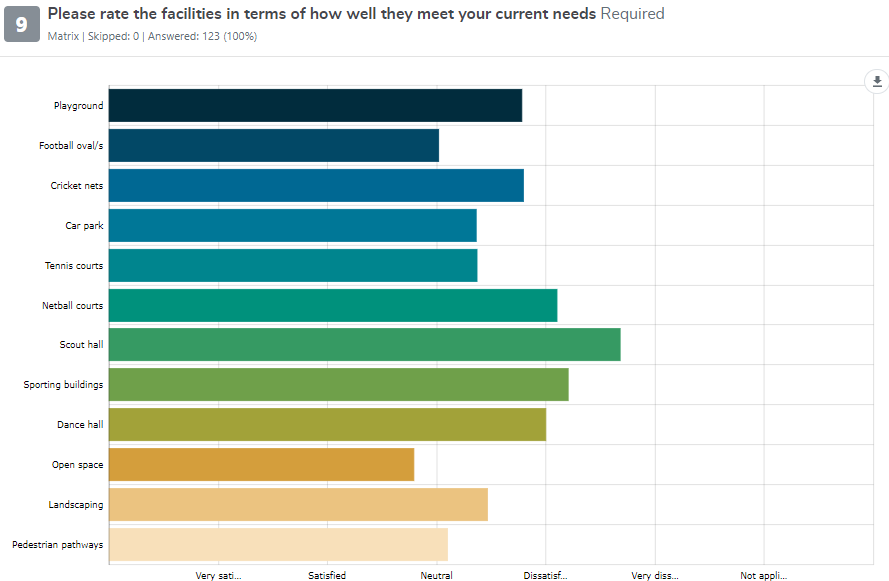 9
Please rate the facilities in terms of how well they meet your current needs Required
Matrix | Skipped: 0 | Answered: 123 (100%)
Playground
Football oval/s
Cricket nets
Car park
Tennis courts
Netball courts
Scout hall
Sporting buildings
Dance hall
Open space
Landscaping
Pedestrian pathways
Very sati... Satisfied Neutral Dissatisf... Very diss... Not appli...